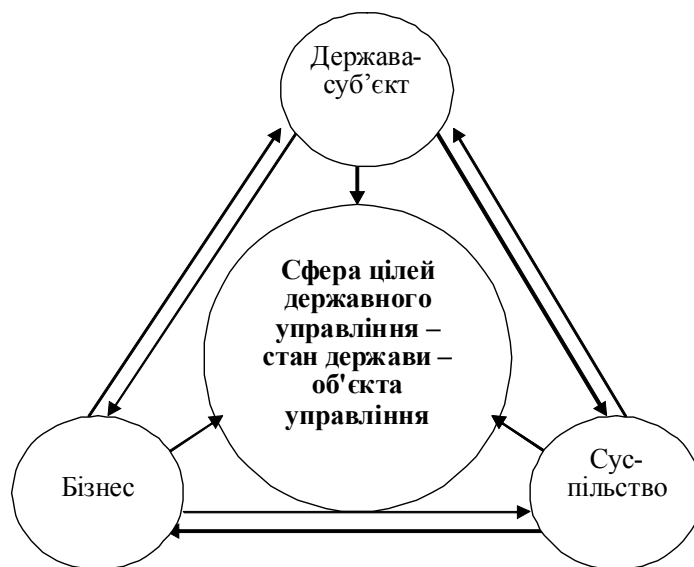 Держава-
суб’єкт
Сфера цілей
державного
управління –
стан держави –
об'єкта
управління
Бізнес
Сус-
пільство